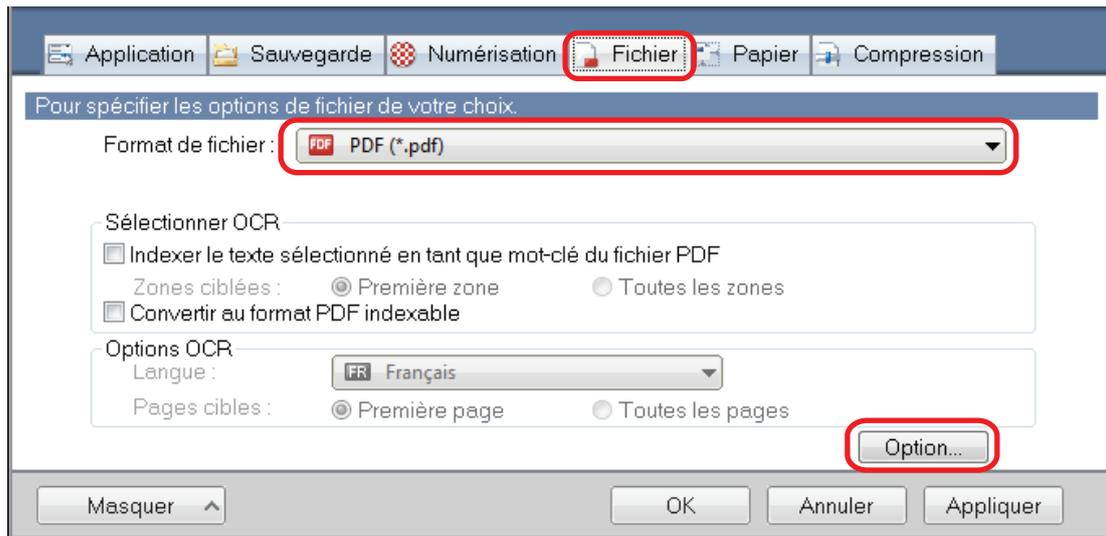 Application Sauvegarde Numérisation Fichier Papier Compression
Pour spécifier les options de fichier de votre choix.
Format de fichier : PDF PDF (*.pdf)
Sélectionner OCR
Indexer le texte sélectionné en tant que mot-clé du fichier PDF
Zones ciblées : Première zone Toutes les zones
Convertir au format PDF indexable
Options OCR
Langue : FR Français
Pages cibles : Première page Toutes les pages
Option...
Masquer OK Annuler Appliquer